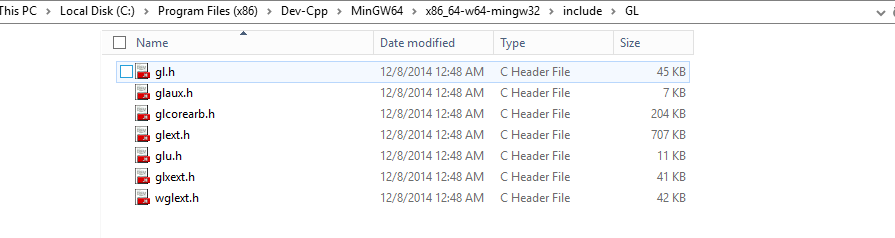 This PC > Local Disk (C:) > Program Files (x86) > Dev-Cpp > MinGW64 > x86_64-w64-mingw32 > include > GL
Name Date modified Type Size
gl.h 12/8/2014 12:48 AM C Header File 45 KB
glaux.h 12/8/2014 12:48 AM C Header File 7 KB
glcorearb.h 12/8/2014 12:48 AM C Header File 204 KB
glext.h 12/8/2014 12:48 AM C Header File 707 KB
glu.h 12/8/2014 12:48 AM C Header File 11 KB
glxext.h 12/8/2014 12:48 AM C Header File 41 KB
wglext.h 12/8/2014 12:48 AM C Header File 42 KB